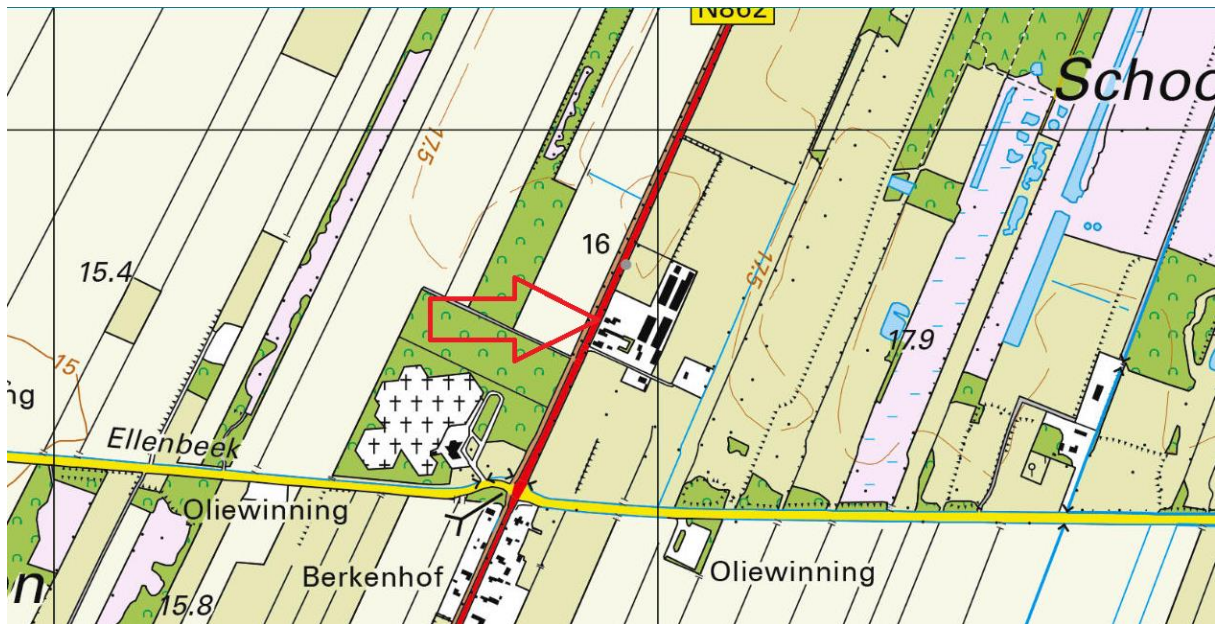 N862
Schoo
17.5
16
15.4
17.5
17.9
15
ng
Ellenbeek
Oliewinning
Berkenhof
Oliewinning
n
15.8